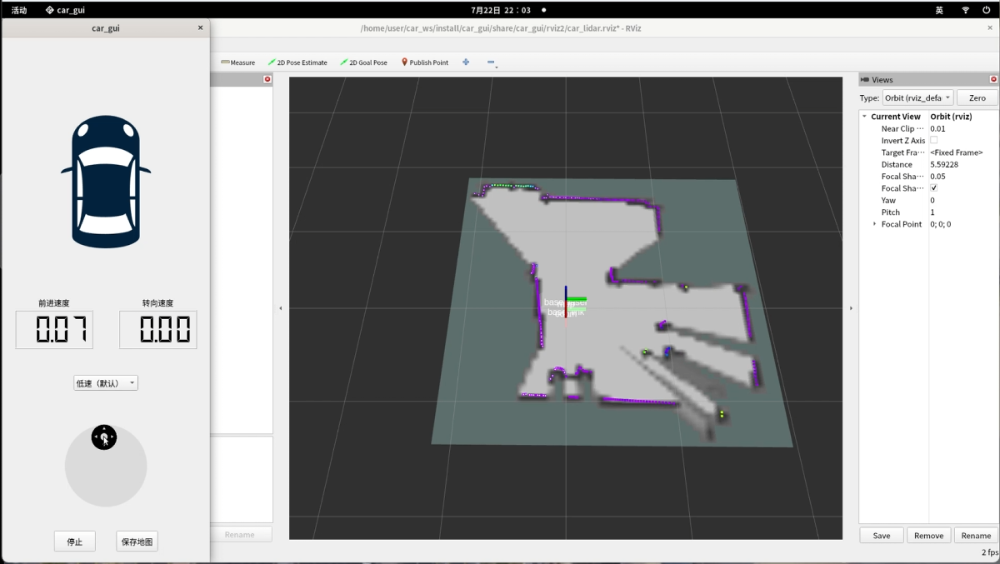 活动 car_gui 7月22日 22：03 英
car_gui × /home/user/car_ws/install/car_gui/share/car_gui/rviz2/car_lidar.rviz* - RViz ×
Measure 2D Pose Estimate 2D Goal Pose Publish Point
Views
Type: Orbit (rviz_defa Zero
Current View Orbit (rviz)
Near Clip ··· 0.01
Invert Z Axis
Target Fra··· <Fixed Frame>
Distance 5.59228
Focal Sha··· 0.05
Focal Sha··· ✓
Yaw 0
Pitch 1
Focal Point 0; 0; 0
前进速度 转向速度
0.07 0.00
低速（默认）
停止 保存地图
Rename
Save Remove Rename
2 fps